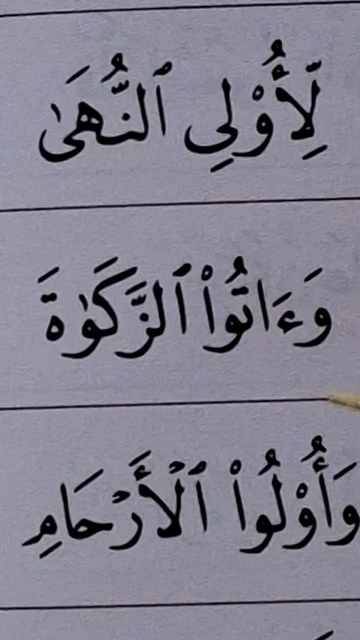 لِّأُوْلِى ٱلنُّهَىٰ
وَءَاتُواْ ٱلزَّكَوٰةَ
وَأُوْلُواْ ٱلۡأَرۡحَامِ